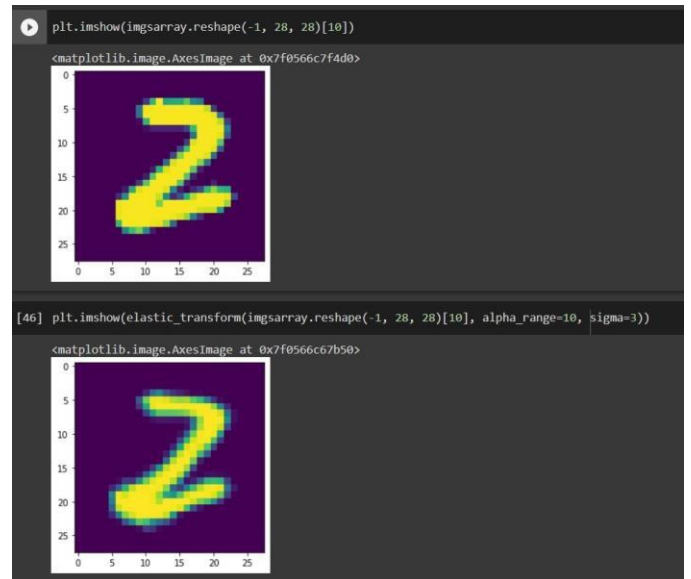 plt.imshow(imgsarray.reshape(-1, 28, 28)[10])
<matplotlib.image.AxesImage at 0x7f0566c7f4d0>
0
5
10
15
20
25
0 5 10 15 20 25
[46] plt.imshow(elastic_transform(imgsarray.reshape(-1, 28, 28)[10], alpha_range=10, sigma=3))
<matplotlib.image.AxesImage at 0x7f0566c67b50>
0
5
10
15
20
25
0 5 10 15 20 25